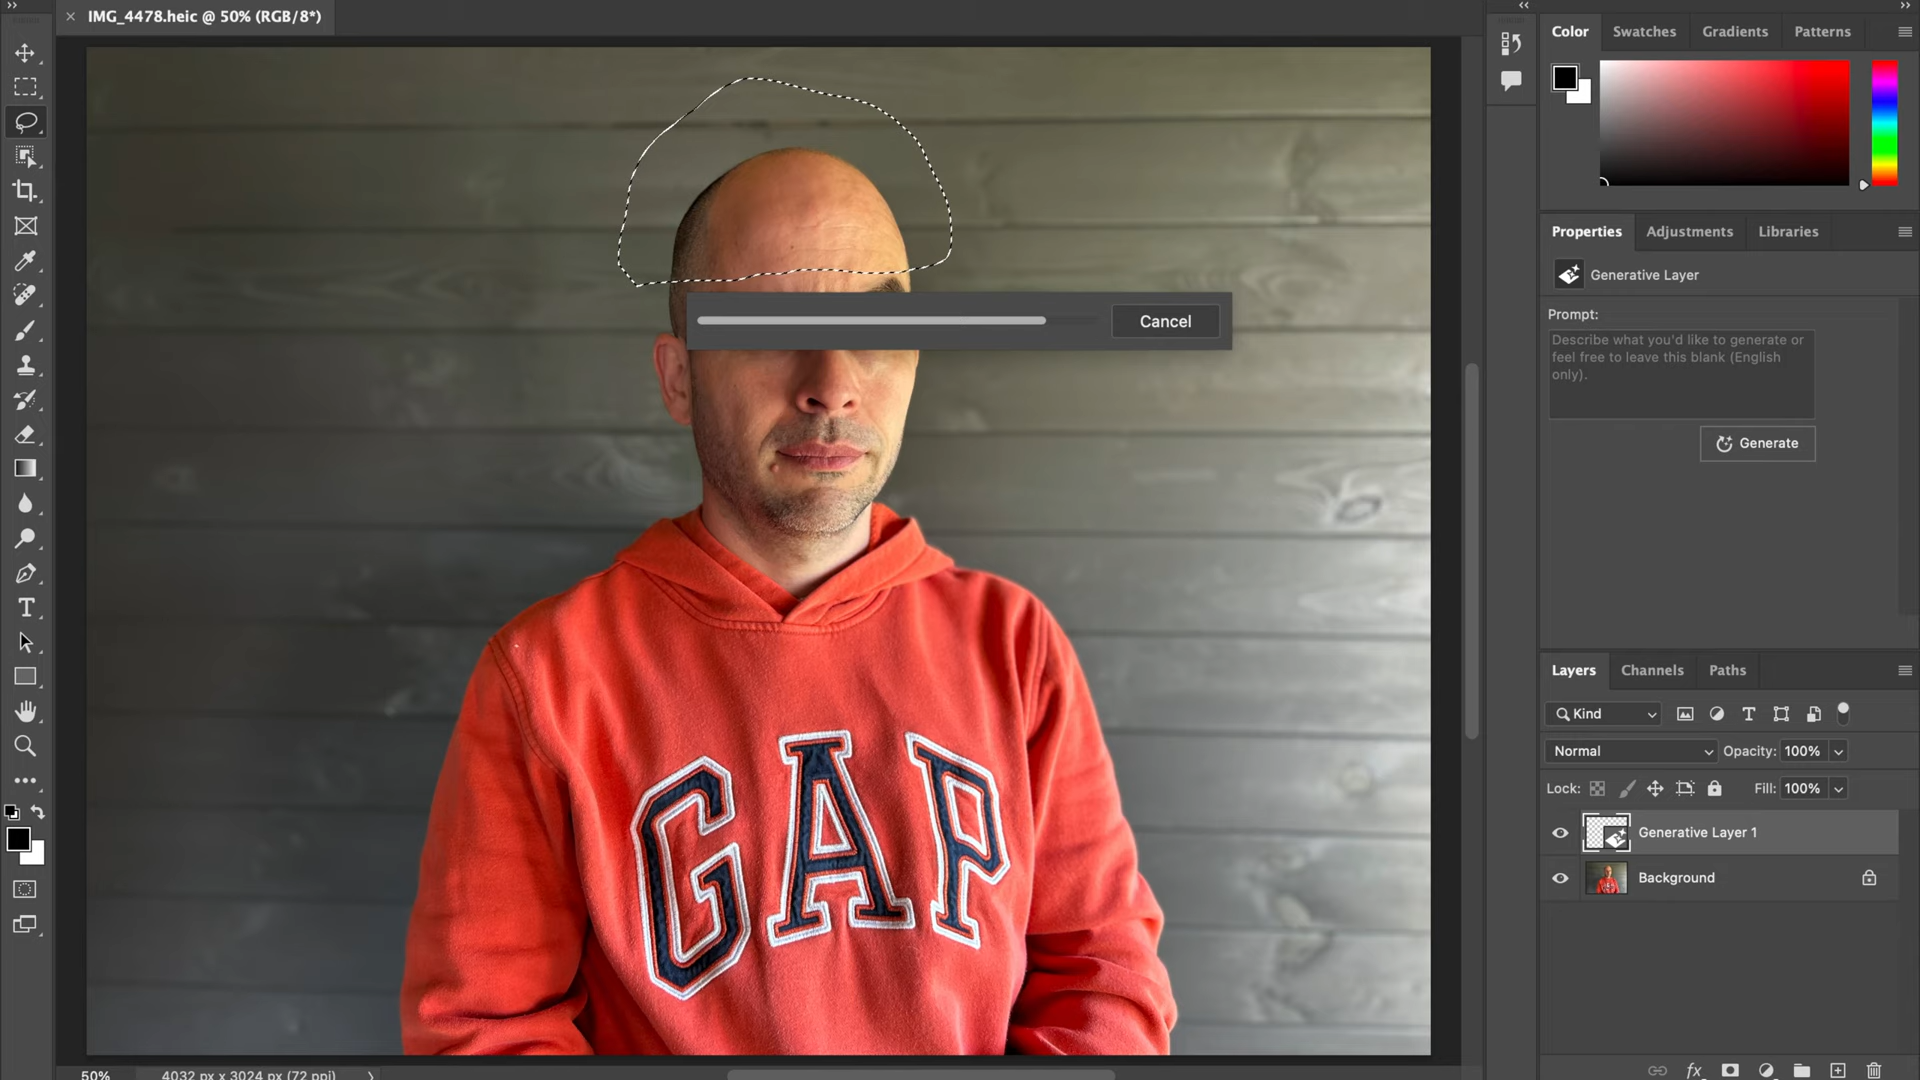 IMG_4478.heic @ 50% (RGB/8*)
Color
Swatches
Gradients
Patterns
Properties
Adjustments
Libraries
Generative Layer
Prompt:
Describe what you'd like to generate or
feel free to leave this blank (English
only).
Cancel
Generate
GAP
Layers
Channels
Paths
Kind
Normal
Opacity: 100%
Lock:
Fill: 100%
Generative Layer 1
Background
50%
4032 px x 3024 px (72 ppi)
fx